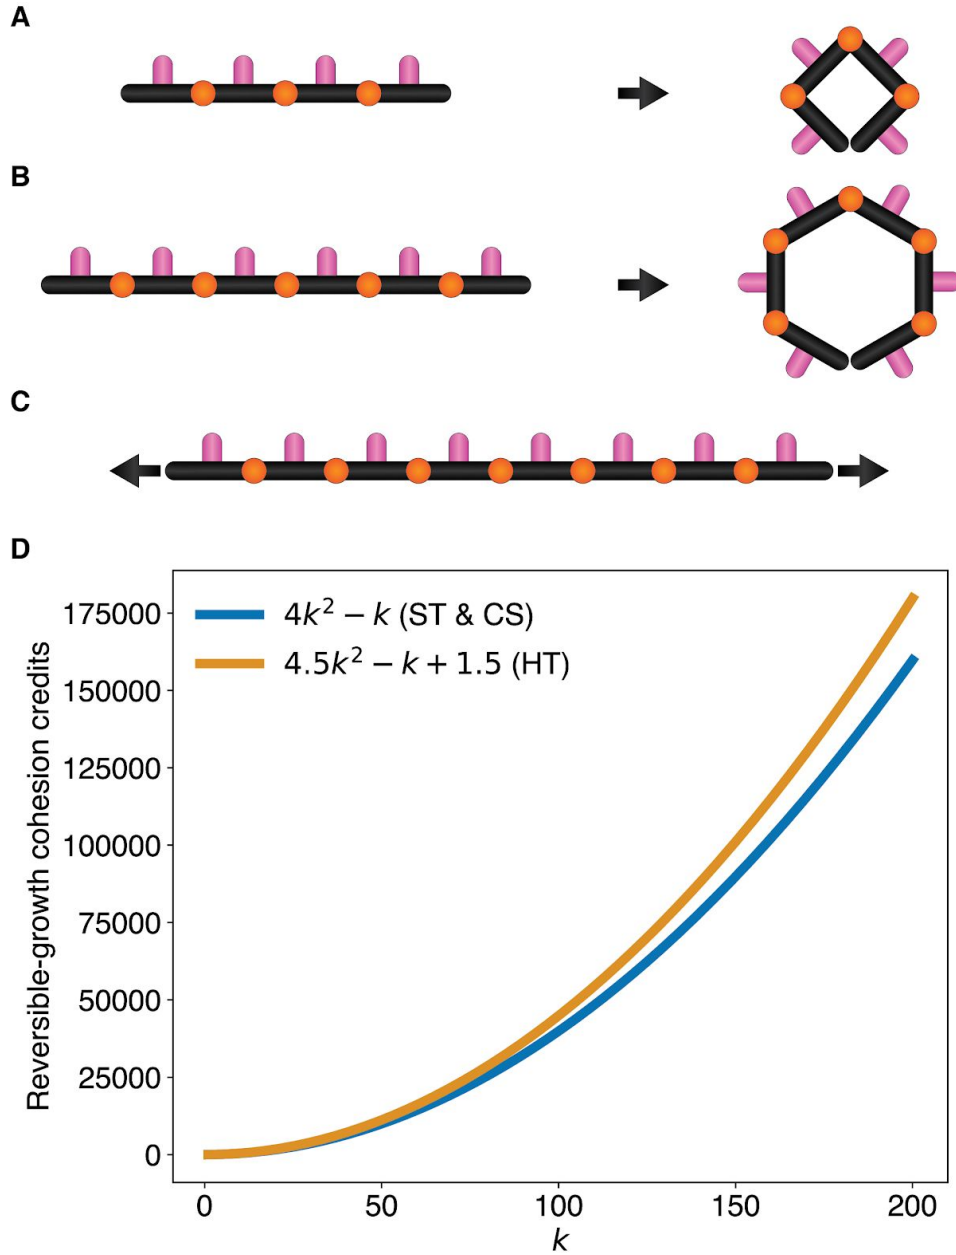 A
B
C
D
Reversible-growth cohesion credits
175000
150000
125000
100000
75000
50000
25000
0
4k² − k (ST & CS)
4.5k² − k + 1.5 (HT)
0 50 100 150 200
k